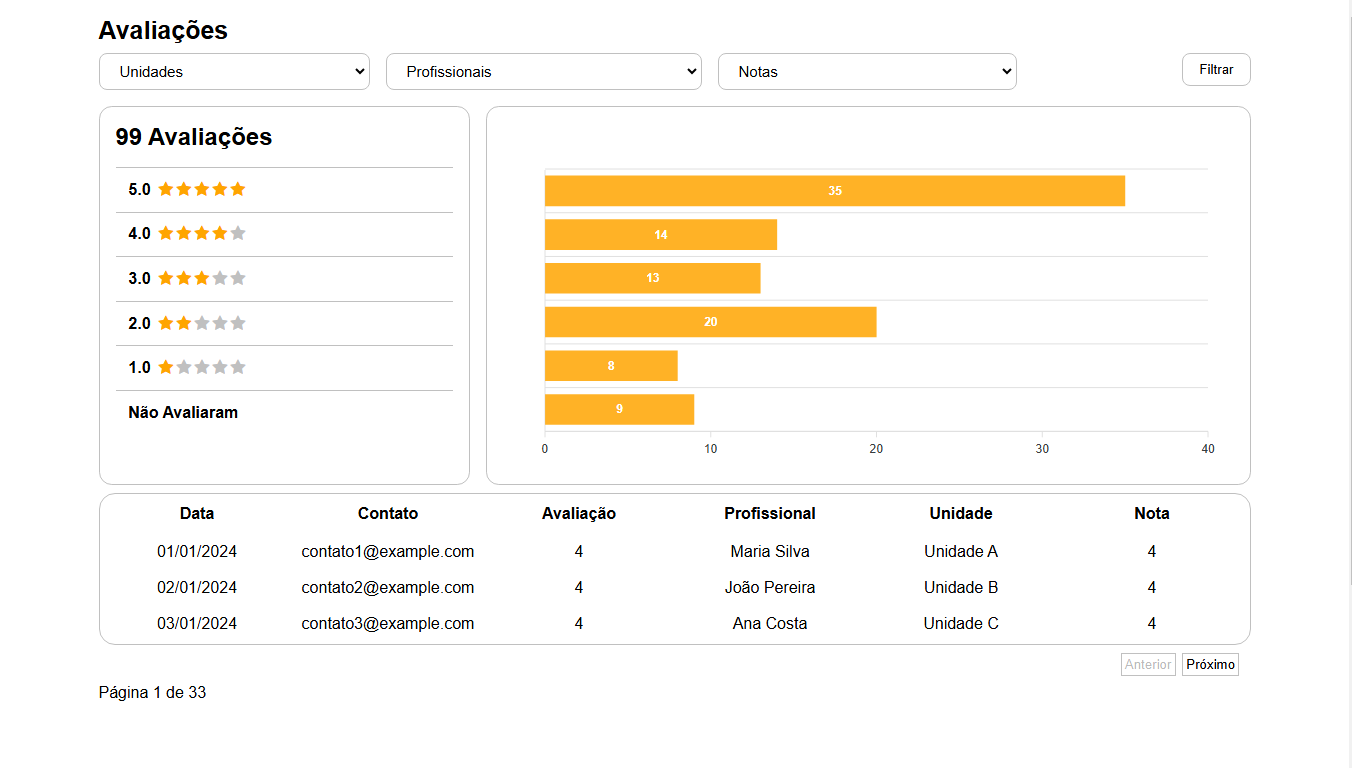 Avaliações
Unidades Profissionais Notas Filtrar
99 Avaliações
5.0
4.0
3.0
2.0
1.0
Não Avaliaram
35
14
13
20
8
9
0 10 20 30 40
Data Contato Avaliação Profissional Unidade Nota
01/01/2024 contato1@example.com 4 Maria Silva Unidade A 4
02/01/2024 contato2@example.com 4 João Pereira Unidade B 4
03/01/2024 contato3@example.com 4 Ana Costa Unidade C 4
Anterior Próximo
Página 1 de 33